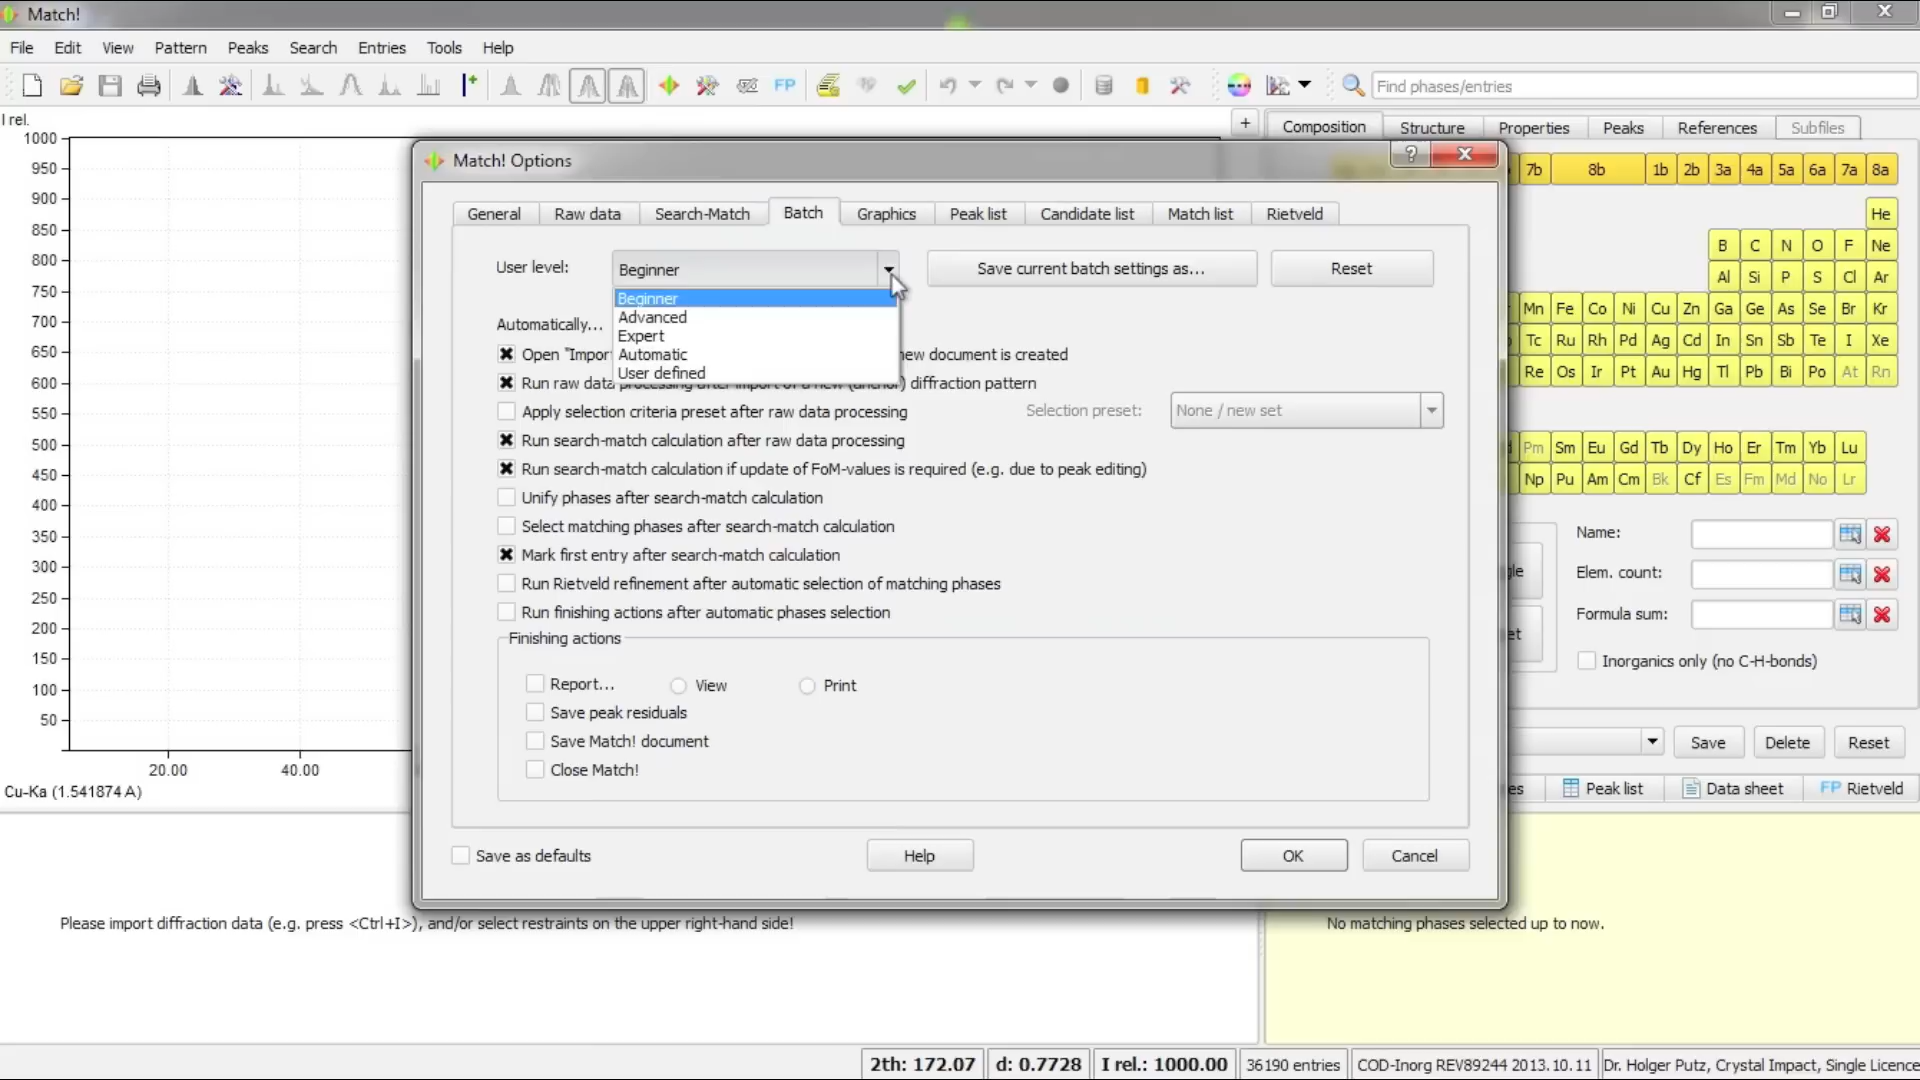 Match!
File Edit View Pattern Peaks Search Entries Tools Help
FP Find phases/entries
I rel.
1000
950
900
850
800
750
700
650
600
550
500
450
400
350
300
250
200
150
100
50
20.00 40.00
Cu-Ka (1.541874 A)
+ Composition Structure Properties Peaks References Subfiles
7b 8b 1b 2b 3a 4a 5a 6a 7a 8a
He
B C N O F Ne
Al Si P S Cl Ar
Mn Fe Co Ni Cu Zn Ga Ge As Se Br Kr
Tc Ru Rh Pd Ag Cd In Sn Sb Te I Xe
Re Os Ir Pt Au Hg Tl Pb Bi Po At Rn
Pm Sm Eu Gd Tb Dy Ho Er Tm Yb Lu
Np Pu Am Cm Bk Cf Es Fm Md No Lr
Name:
Elem. count:
Formula sum:
Inorganics only (no C-H-bonds)
Save Delete Reset
es Peak list Data sheet FP Rietveld
Match! Options
?
General Raw data Search-Match Batch Graphics Peak list Candidate list Match list Rietveld
User level: Beginner Save current batch settings as... Reset
Beginner
Advanced
Expert
Automatic
User defined
Automatically...
Open "Impor new document is created
Run raw data processing after import of a new (anchor) diffraction pattern
Apply selection criteria preset after raw data processing Selection preset: None / new set
Run search-match calculation after raw data processing
Run search-match calculation if update of FoM-values is required (e.g. due to peak editing)
Unify phases after search-match calculation
Select matching phases after search-match calculation
Mark first entry after search-match calculation
Run Rietveld refinement after automatic selection of matching phases
Run finishing actions after automatic phases selection
Finishing actions
Report... View Print
Save peak residuals
Save Match! document
Close Match!
Save as defaults Help OK Cancel
Please import diffraction data (e.g. press <Ctrl+I>), and/or select restraints on the upper right-hand side!
No matching phases selected up to now.
2th: 172.07 d: 0.7728 I rel.: 1000.00 36190 entries COD-Inorg REV89244 2013.10.11 Dr. Holger Putz, Crystal Impact, Single Licence